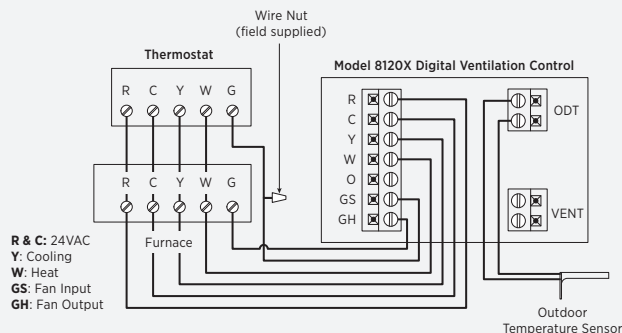 Wire Nut
(field supplied)
Thermostat
R C Y W G
Model 8120X Digital Ventilation Control
R
C
Y
W
O
GS
GH
ODT
VENT
R C Y W G
Furnace
R & C: 24VAC
Y: Cooling
W: Heat
GS: Fan Input
GH: Fan Output
Outdoor
Temperature Sensor